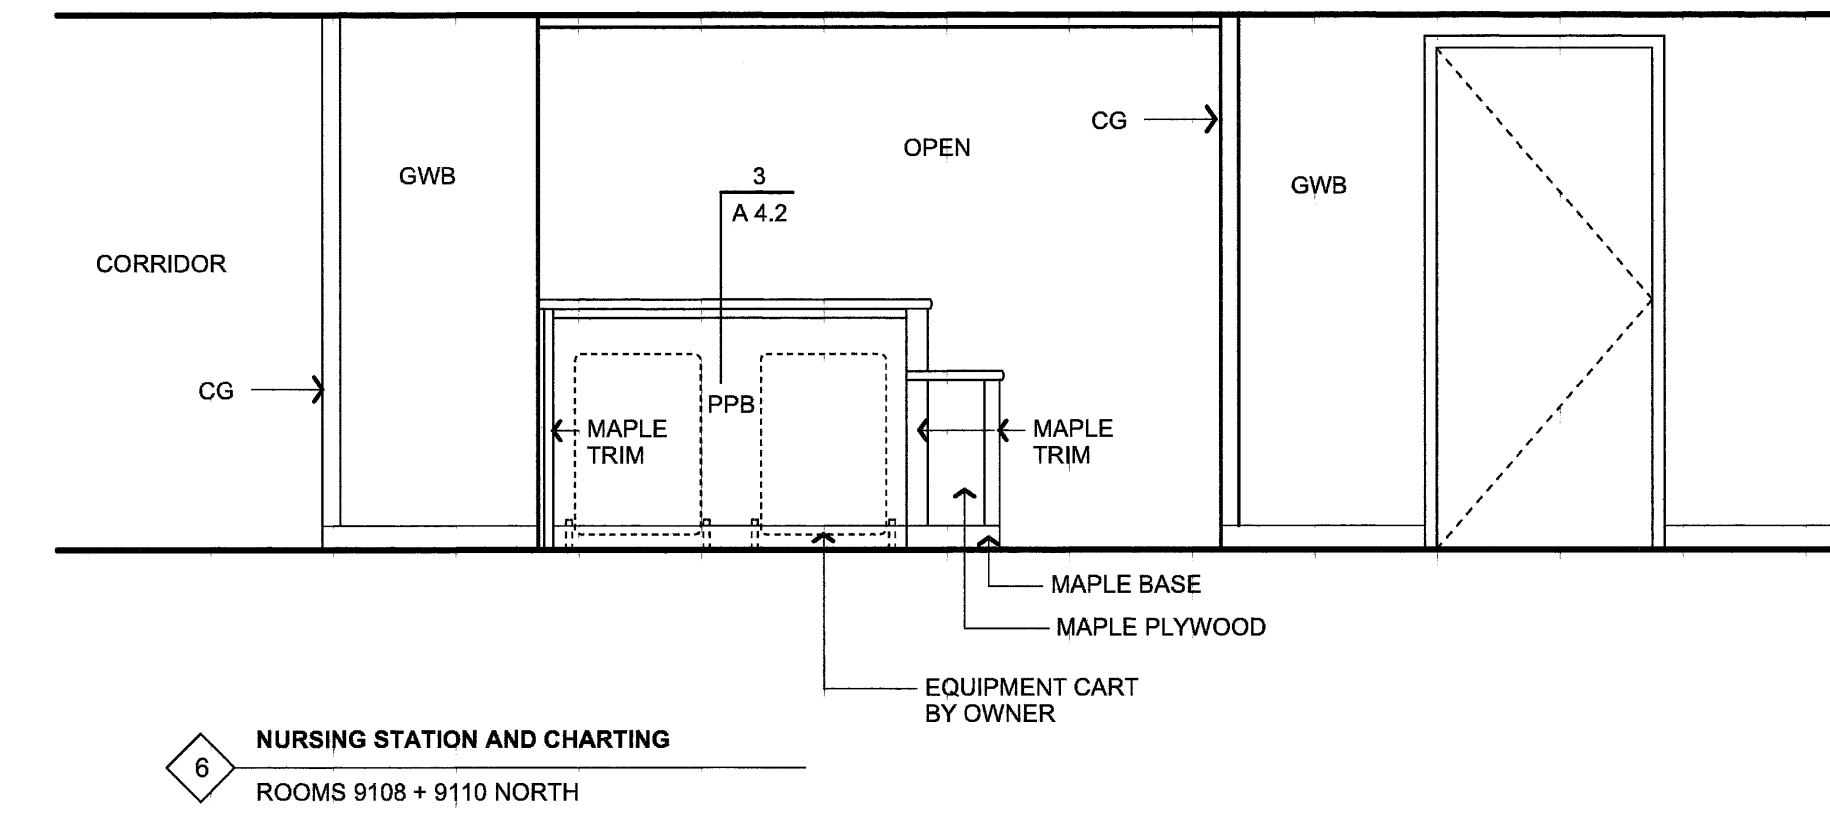 CG
OPEN
GWB
3
A 4.2
GWB
CORRIDOR
CG
PPB
MAPLE
TRIM
MAPLE
TRIM
MAPLE BASE
MAPLE PLYWOOD
EQUIPMENT CART
BY OWNER
6
NURSING STATION AND CHARTING
ROOMS 9108 + 9110 NORTH